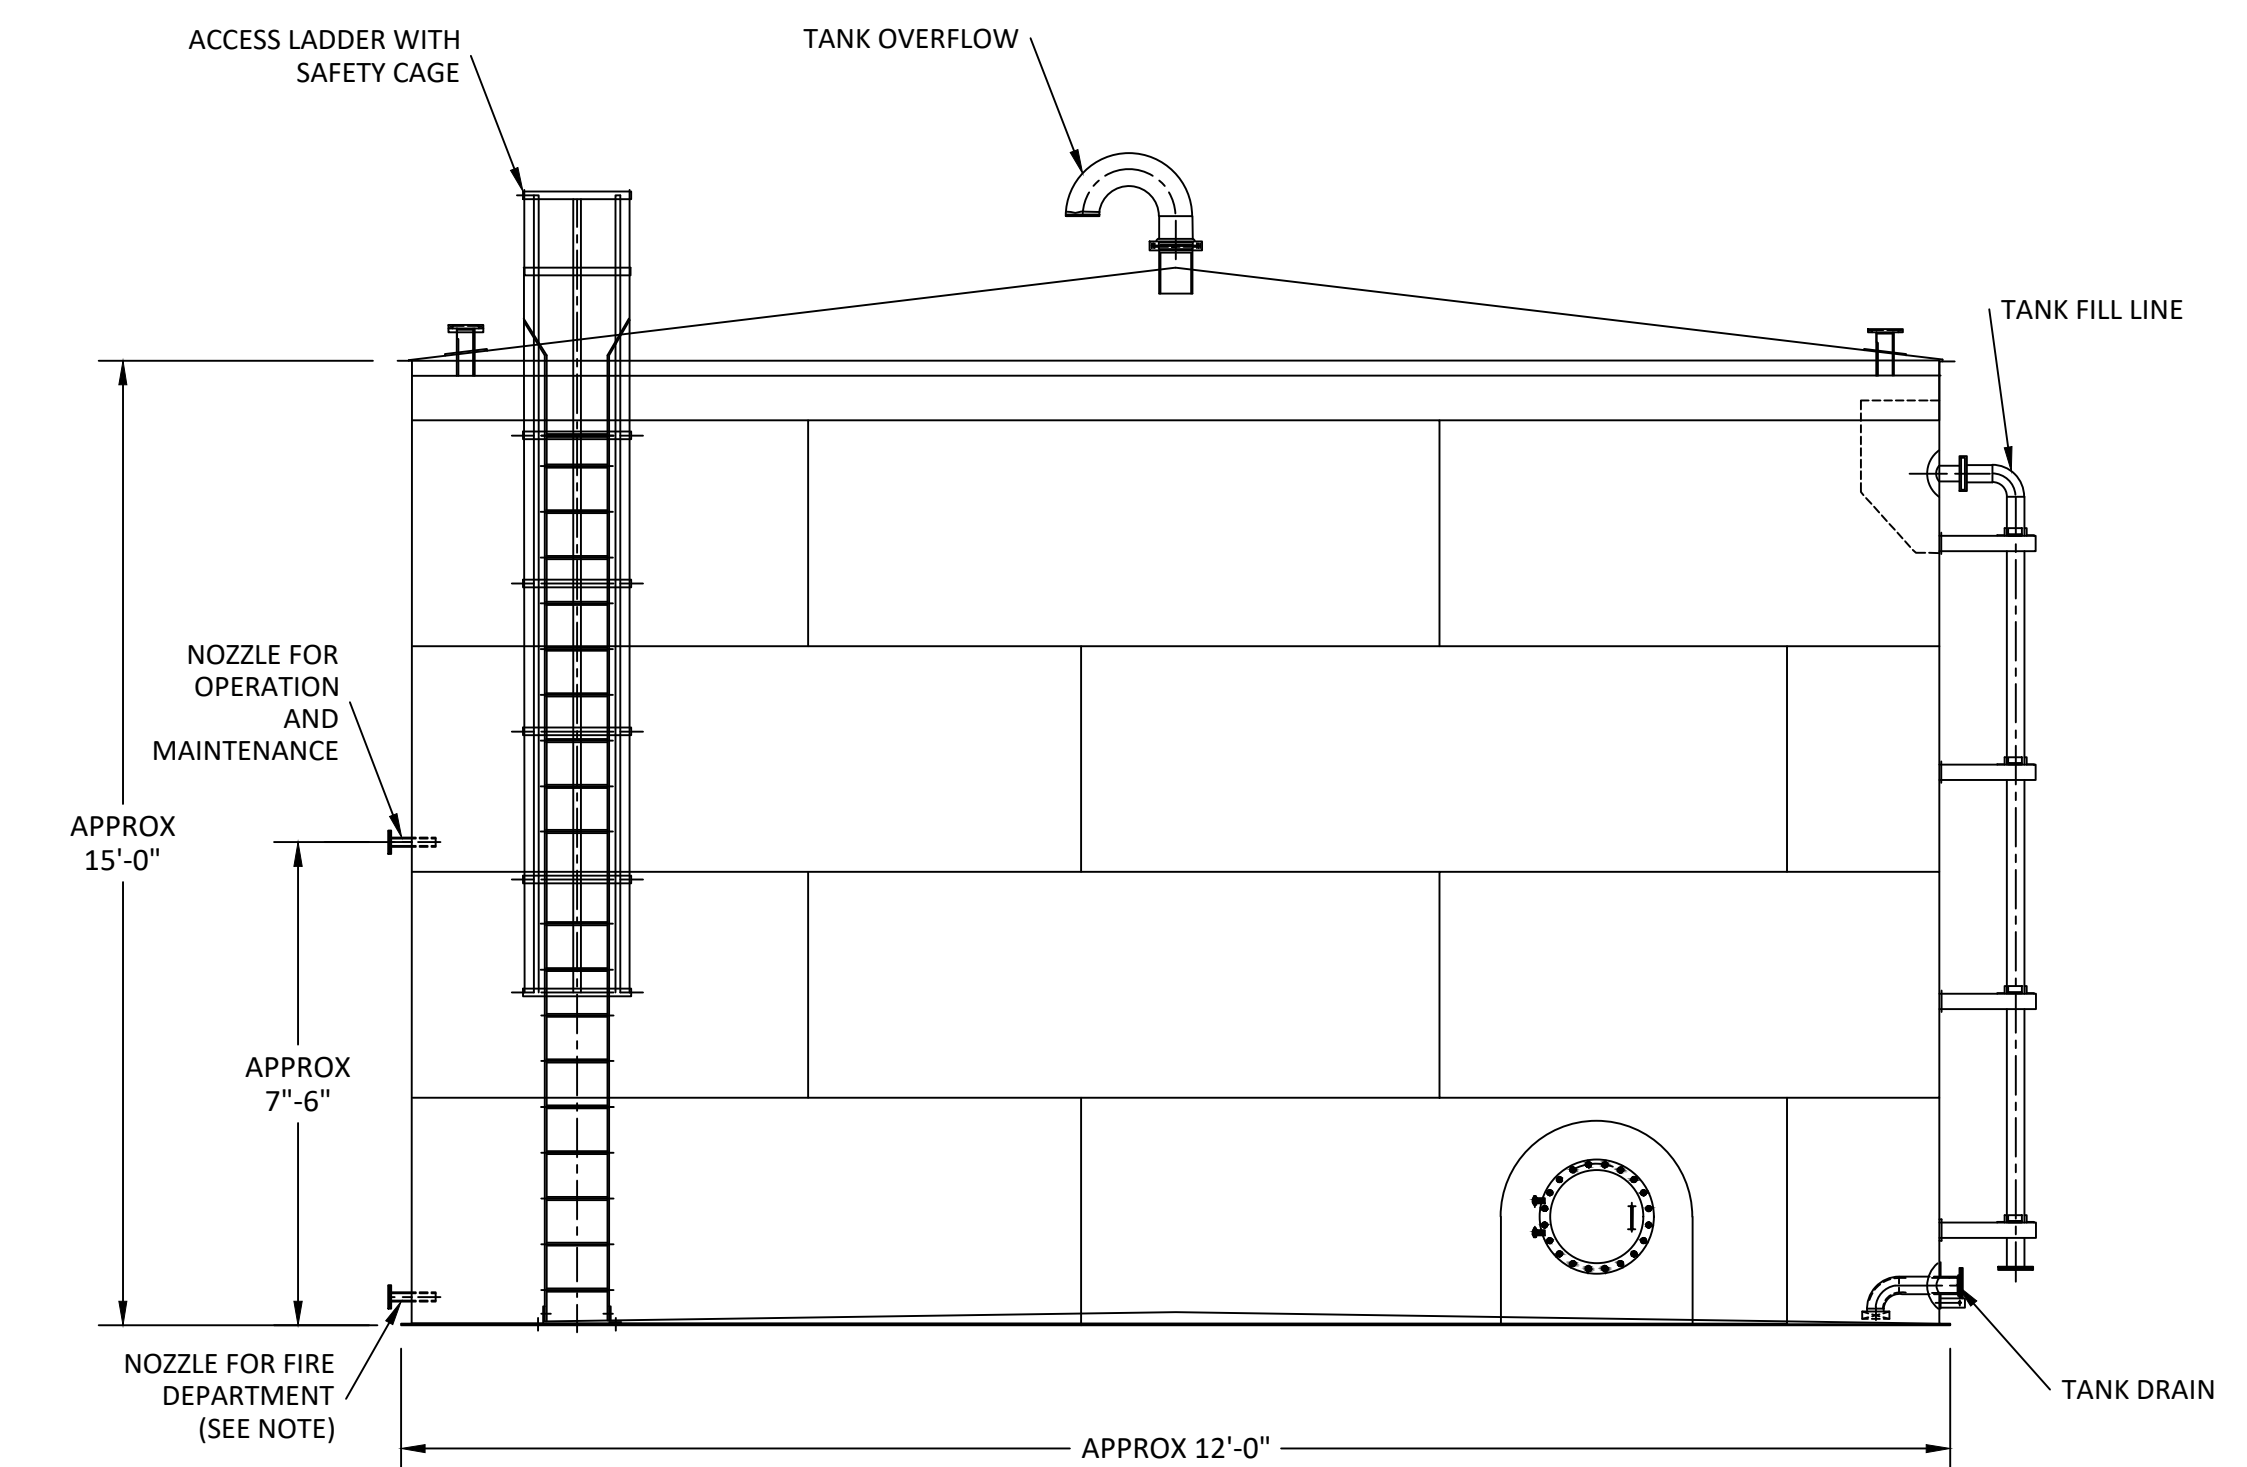 ACCESS LADDER WITH
SAFETY CAGE
TANK OVERFLOW
TANK FILL LINE
NOZZLE FOR
OPERATION
AND
MAINTENANCE
APPROX
15'-0"
APPROX
7"-6"
NOZZLE FOR FIRE
DEPARTMENT
(SEE NOTE)
TANK DRAIN
APPROX 12'-0"